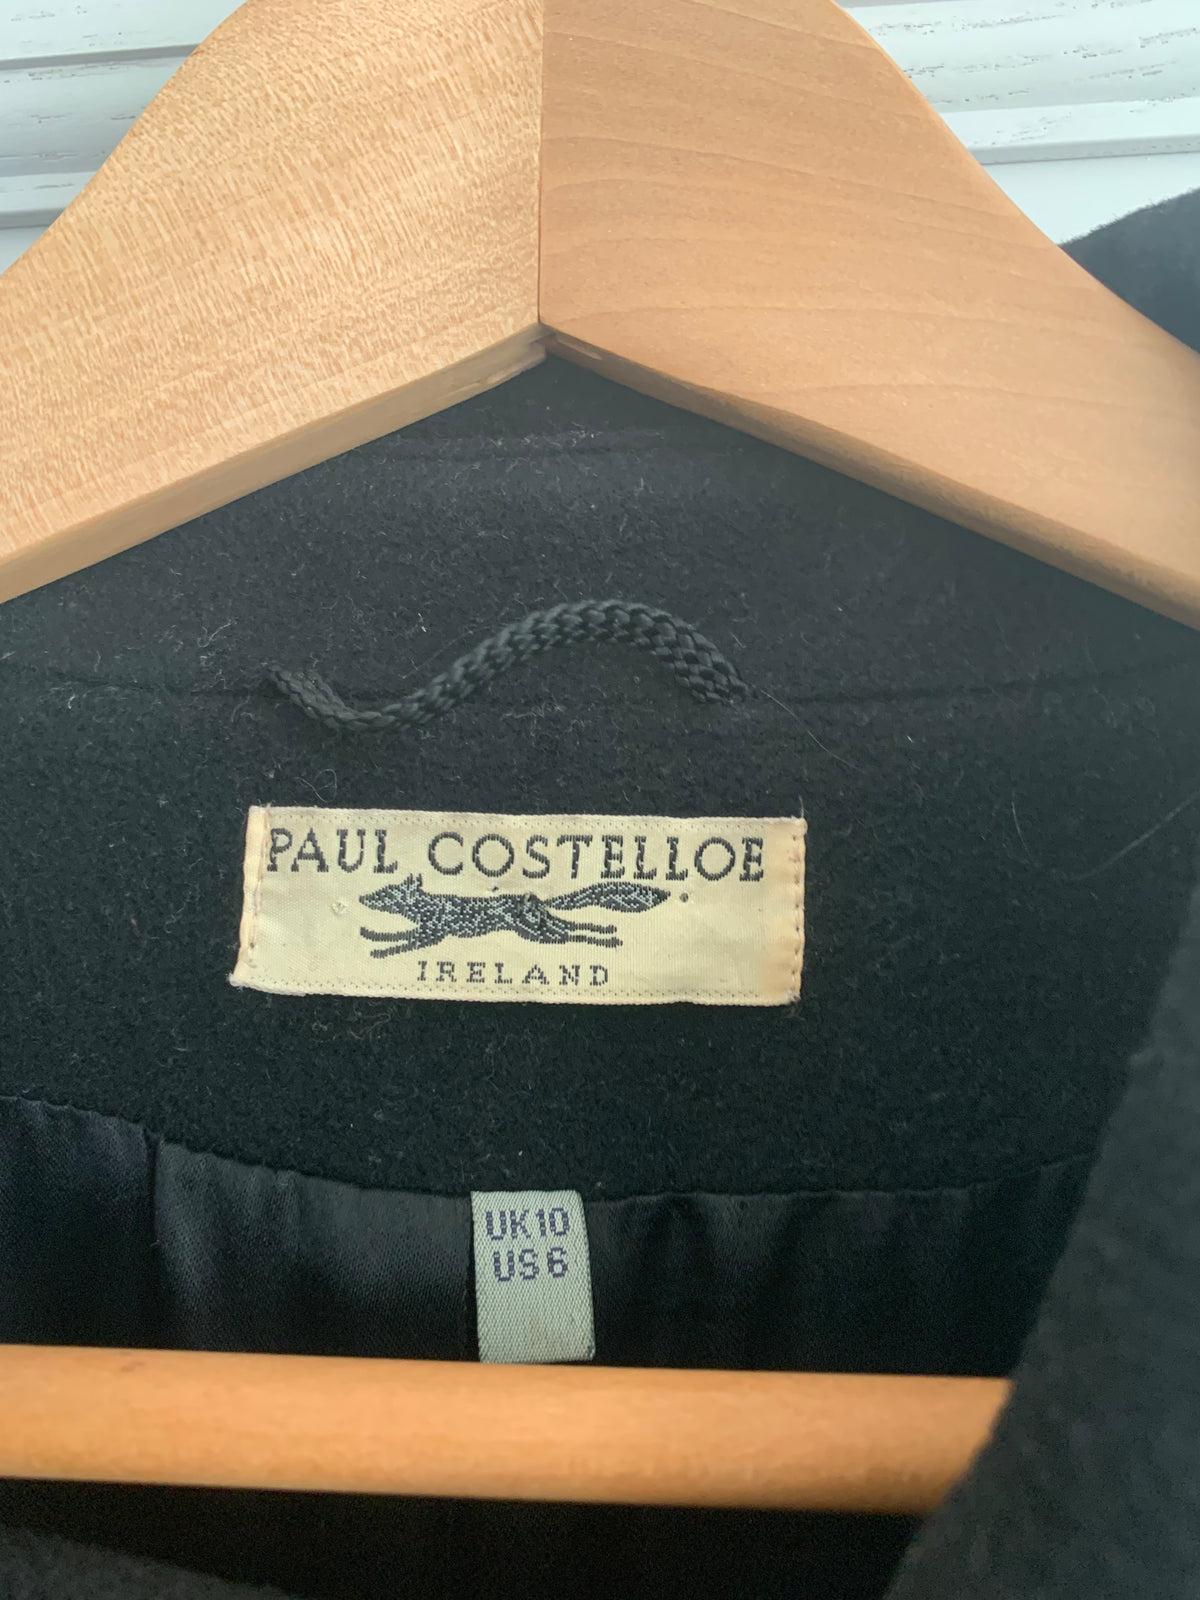 PAUL COSTELLOE
IRELAND
UK10
US6